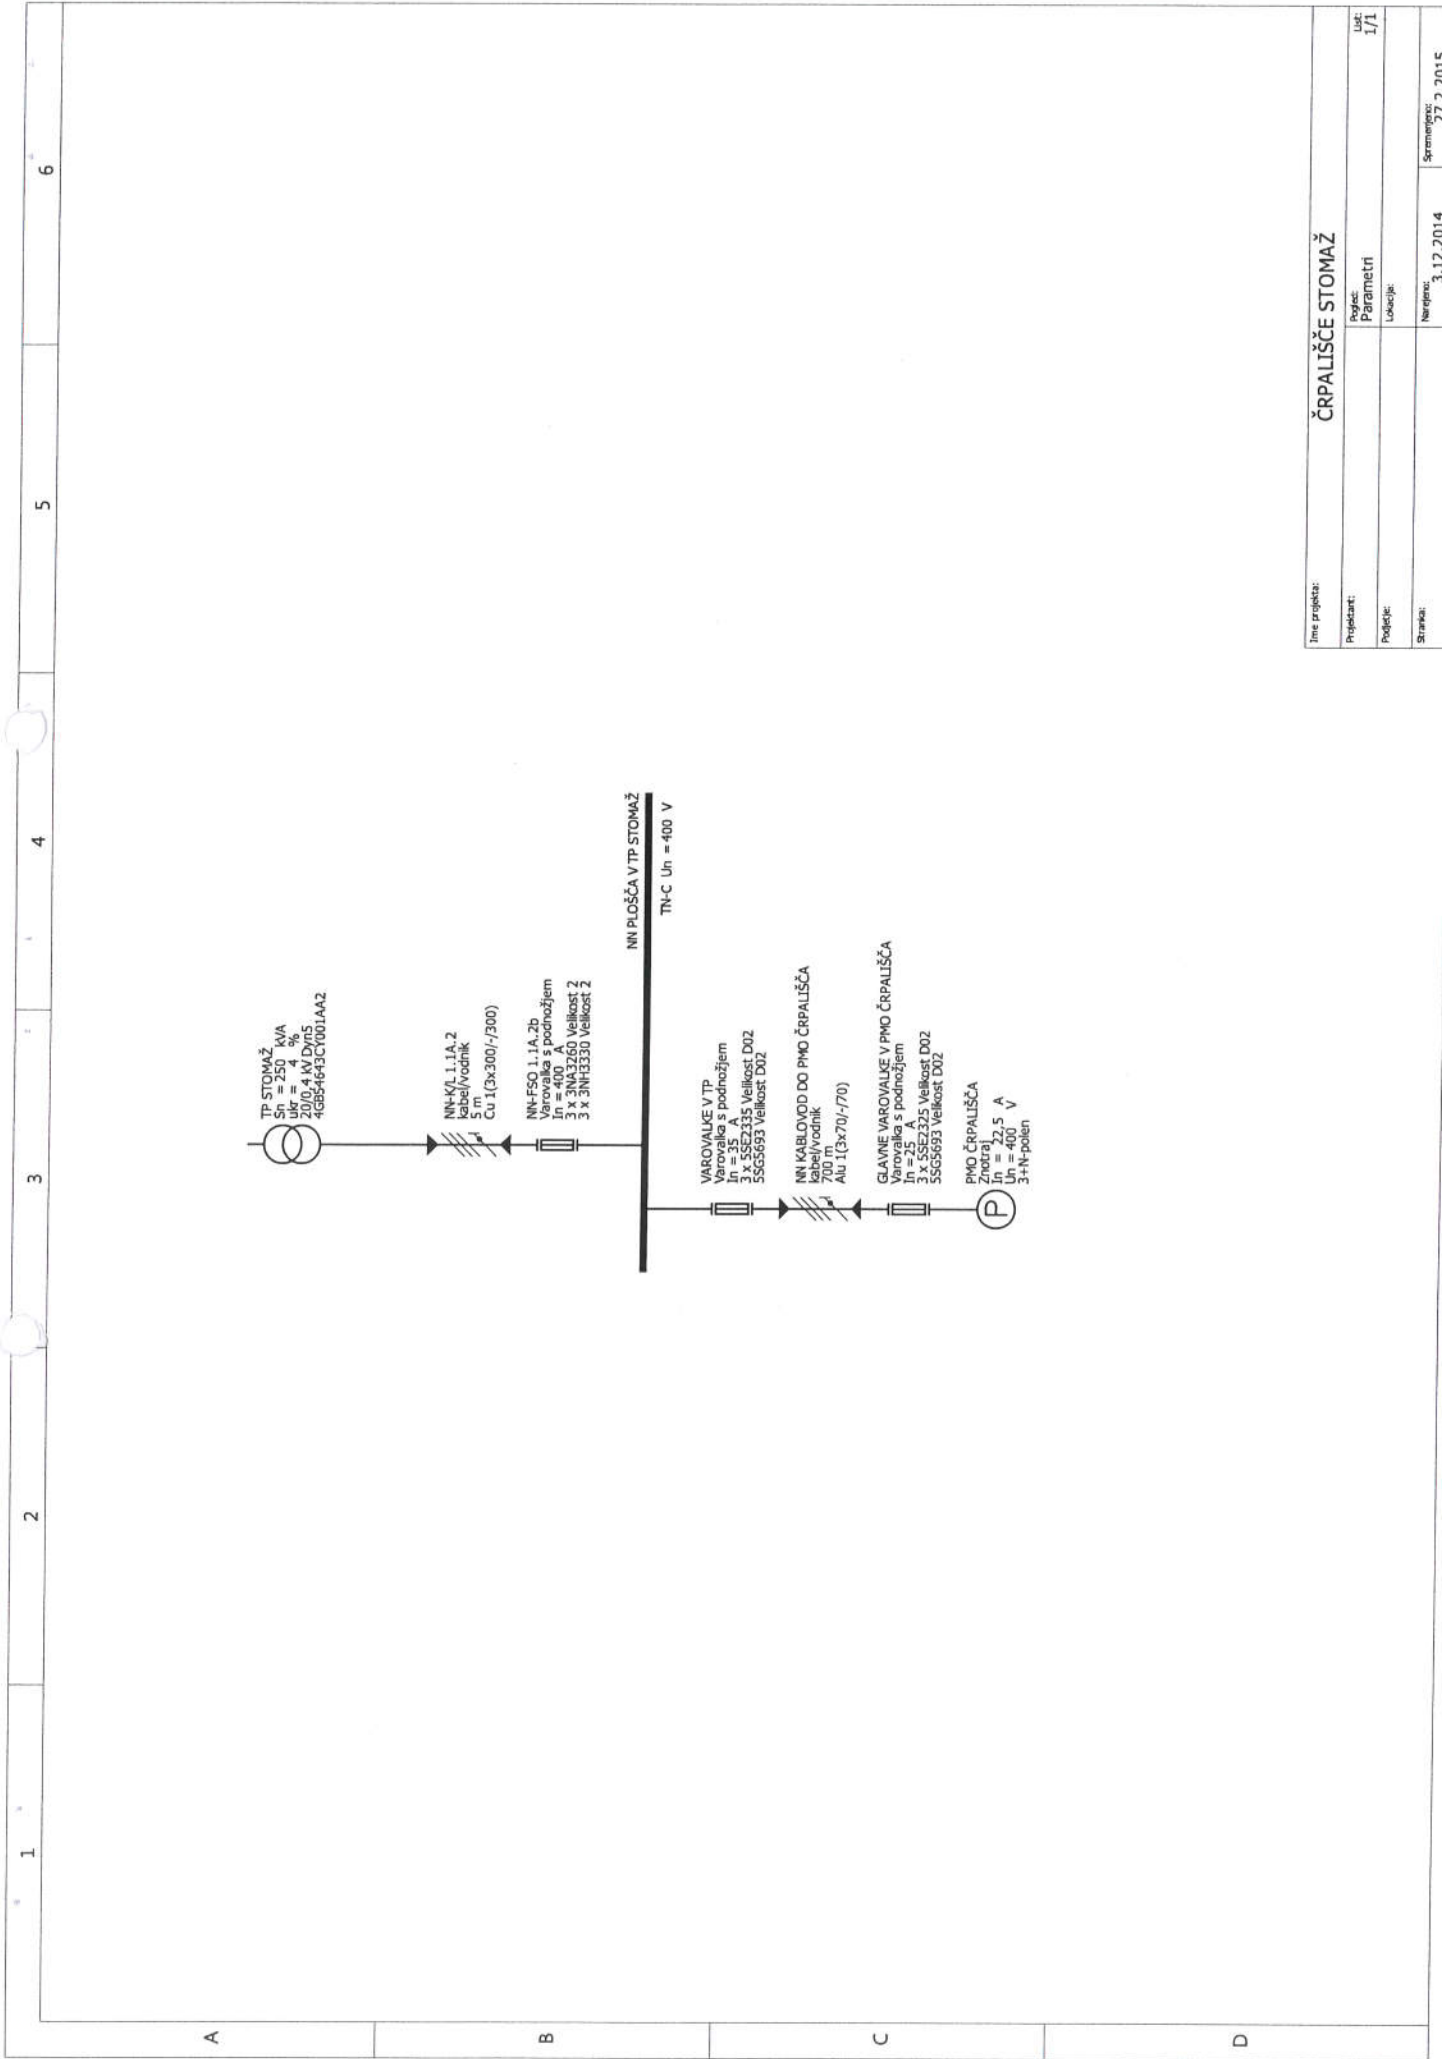 1
2
3
4
5
6
A
B
C
D
TP STOMAŽ
Sn = 250 kVA
ukr = 4 %
20/0,4 kV Dyn5
4GB54643CY001AA2
NN-K/L 1.1A.2
kabel/vodnik
5 m
Cu 1(3x300/-/300)
NN-FSO 1.1A.2b
Varovalka s podnožjem
In = 400 A
3 x 3NA3260 Velikost 2
3 x 3NH3330 Velikost 2
NN PLOŠČA V TP STOMAŽ
TN-C Un = 400 V
VAROVALKE V TP
Varovalka s podnožjem
In = 35 A
3 x 5SE2335 Velikost D02
5SG5693 Velikost D02
NN KABLOVOD DO PMO ČRPALIŠČA
kabel/vodnik
700 m
Alu 1(3x70/-/70)
GLAVNE VAROVALKE V PMO ČRPALIŠČA
Varovalka s podnožjem
In = 25 A
3 x 5SE2325 Velikost D02
5SG5693 Velikost D02
PMO ČRPALIŠČA
Znotraj
In = 22,5 A
Un = 400 V
3+N-polen
P
Ime projekta:
ČRPALIŠČE STOMAŽ
Projektant:
Pogled:
Parametri
List:
1/1
Podjetje:
Lokacija:
Stranka:
Narejeno:
3.12.2014
Spremenjeno:
27.2.2015